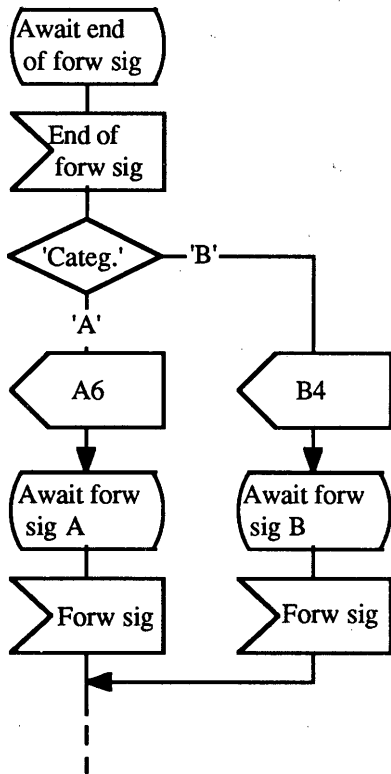 Await end
of forw sig
End of
forw sig
'Categ.'
'B'
'A'
A6
B4
Await forw
sig A
Await forw
sig B
Forw sig
Forw sig